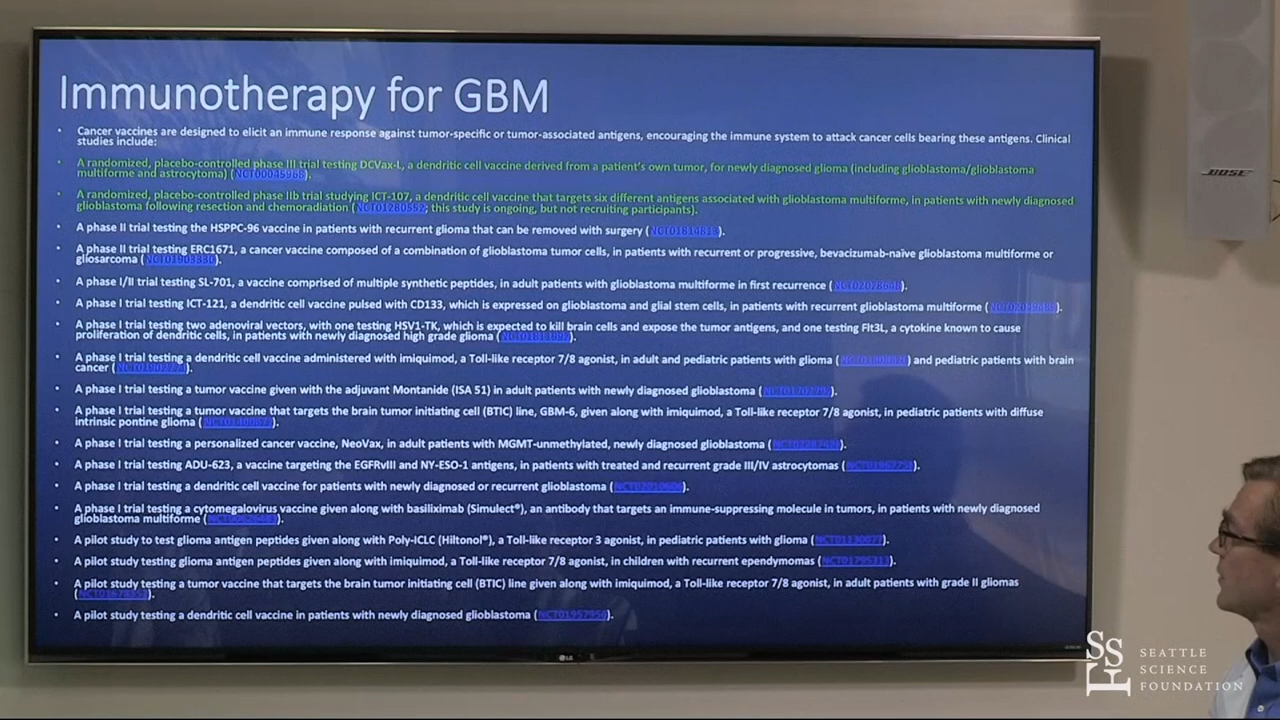 Immunotherapy for GBM
• Cancer vaccines are designed to elicit an immune response against tumor-specific or tumor-associated antigens, encouraging the immune system to attack cancer cells bearing these antigens. Clinical
studies include:
• A randomized, placebo-controlled phase III trial testing DCVax-L, a dendritic cell vaccine derived from a patient's own tumor, for newly diagnosed glioma (including glioblastoma/glioblastoma
multiforme and astrocytoma) (NCT00045968).
• A randomized, placebo-controlled phase IIb trial studying ICT-107, a dendritic cell vaccine that targets six different antigens associated with glioblastoma multiforme, in patients with newly diagnosed
glioblastoma following resection and chemoradiation (NCT01280552; this study is ongoing, but not recruiting participants).
• A phase II trial testing the HSPPC-96 vaccine in patients with recurrent glioma that can be removed with surgery (NCT01814813).
• A phase II trial testing ERC1671, a cancer vaccine composed of a combination of glioblastoma tumor cells, in patients with recurrent or progressive, bevacizumab-naïve glioblastoma multiforme or
gliosarcoma (NCT01903330).
• A phase I/II trial testing SL-701, a vaccine comprised of multiple synthetic peptides, in adult patients with glioblastoma multiforme in first recurrence (NCT02078648).
• A phase I trial testing ICT-121, a dendritic cell vaccine pulsed with CD133, which is expressed on glioblastoma and glial stem cells, in patients with recurrent glioblastoma multiforme ( ).
• A phase I trial testing two adenoviral vectors, with one testing HSV1-TK, which is expected to kill brain cells and expose the tumor antigens, and one testing Flt3L, a cytokine known to cause
proliferation of dendritic cells, in patients with newly diagnosed high grade glioma ( ).
• A phase I trial testing a dendritic cell vaccine administered with imiquimod, a Toll-like receptor 7/8 agonist, in adult and pediatric patients with glioma ( ) and pediatric patients with brain
cancer ( ).
• A phase I trial testing a tumor vaccine given with the adjuvant Montanide (ISA 51) in adult patients with newly diagnosed glioblastoma ( ).
• A phase I trial testing a tumor vaccine that targets the brain tumor initiating cell (BTIC) line, GBM-6, given along with imiquimod, a Toll-like receptor 7/8 agonist, in pediatric patients with diffuse
intrinsic pontine glioma ( ).
• A phase I trial testing a personalized cancer vaccine, NeoVax, in adult patients with MGMT-unmethylated, newly diagnosed glioblastoma ( ).
• A phase I trial testing ADU-623, a vaccine targeting the EGFRvIII and NY-ESO-1 antigens, in patients with treated and recurrent grade III/IV astrocytomas ( ).
• A phase I trial testing a dendritic cell vaccine for patients with newly diagnosed or recurrent glioblastoma (NCT02010606).
• A phase I trial testing a cytomegalovirus vaccine given along with basiliximab (Simulect®), an antibody that targets an immune-suppressing molecule in tumors, in patients with newly diagnosed
glioblastoma multiforme ( ).
• A pilot study to test glioma antigen peptides given along with Poly-ICLC (Hiltonol®), a Toll-like receptor 3 agonist, in pediatric patients with glioma ( ).
• A pilot study testing glioma antigen peptides given along with imiquimod, a Toll-like receptor 7/8 agonist, in children with recurrent ependymomas (NCT01795313).
• A pilot study testing a tumor vaccine that targets the brain tumor initiating cell (BTIC) line given along with imiquimod, a Toll-like receptor 7/8 agonist, in adult patients with grade II gliomas
( ).
• A pilot study testing a dendritic cell vaccine in patients with newly diagnosed glioblastoma (NCT01957956).
BOSE
LG
SSF
SEATTLE
SCIENCE
FOUNDATION